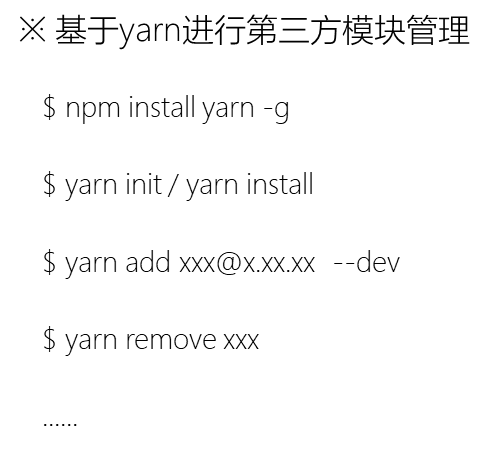 ※ 基于yarn进行第三方模块管理
$ npm install yarn -g
$ yarn init / yarn install
$ yarn add xxx@x.xx.xx --dev
$ yarn remove xxx
......